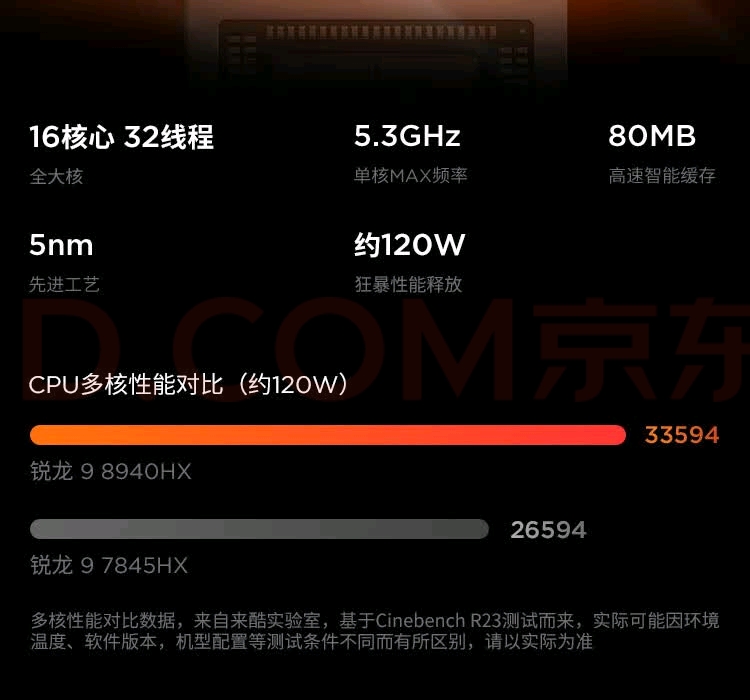 16核心 32线程
5.3GHz
80MB
全大核
单核MAX频率
高速智能缓存
5nm
约120W
先进工艺
狂暴性能释放
D.COM京东
CPU多核性能对比（约120W）
33594
锐龙 9 8940HX
26594
锐龙 9 7845HX
多核性能对比数据，来自来酷实验室，基于Cinebench R23测试而来，实际可能因环境
温度、软件版本，机型配置等测试条件不同而有所区别，请以实际为准